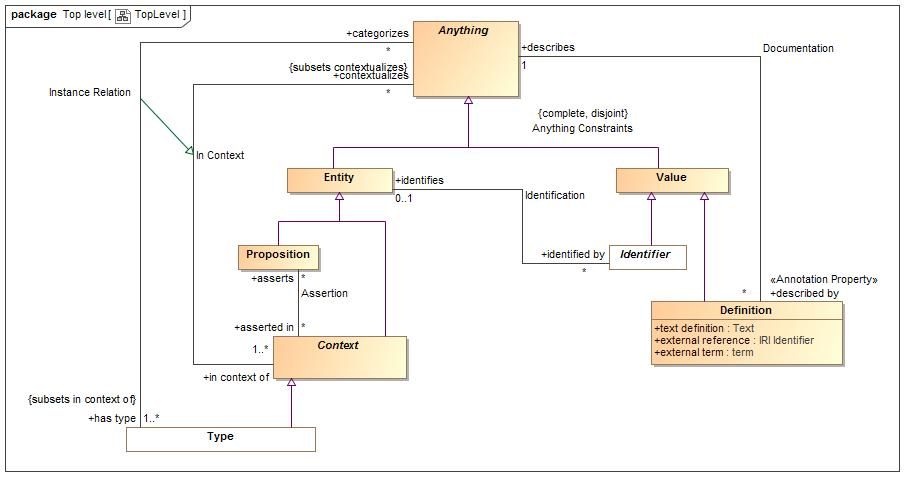 package Top level[ TopLevel ]
Anything
+categorizes
*
+describes
1
Documentation
{subsets contextualizes}
+contextualizes
*
Instance Relation
{complete, disjoint}
Anything Constraints
In Context
Entity
+identifies
0..1
Value
Identification
Proposition
+identified by
*
Identifier
+asserts
*
Assertion
«Annotation Property»
*
+described by
Definition
+text definition : Text
+external reference : IRI Identifier
+external term : term
+asserted in
*
1..*
Context
+in context of
{subsets in context of}
+has type
1..*
Type